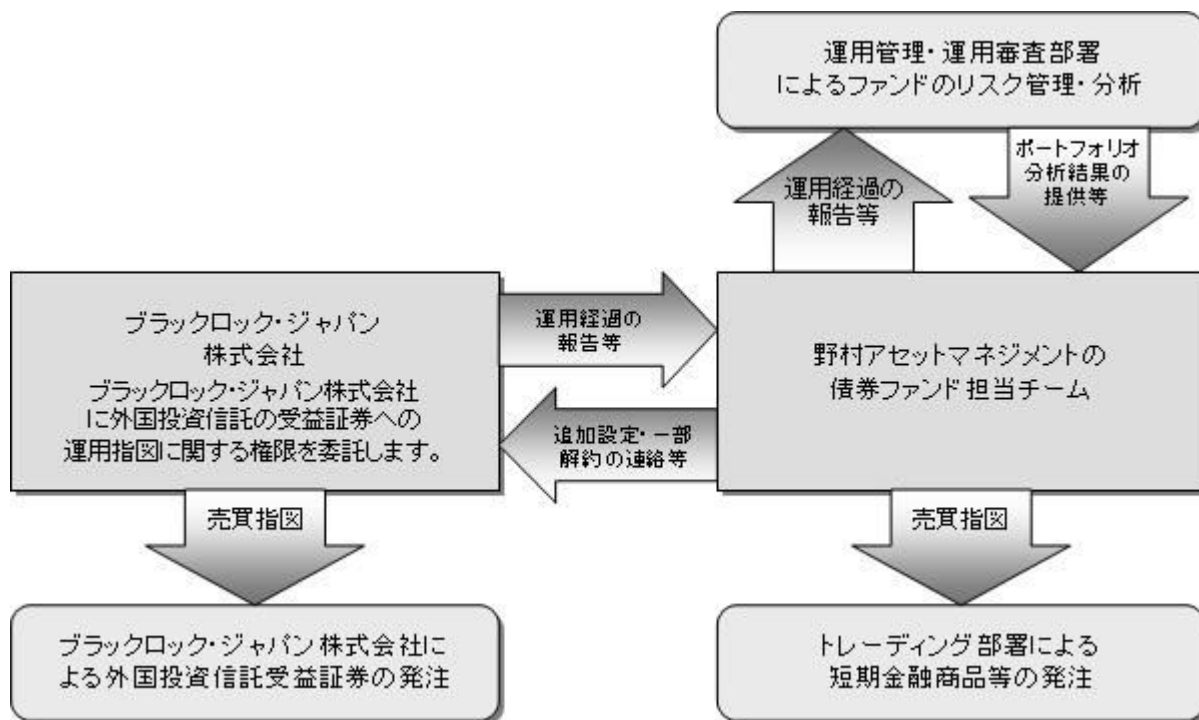 運用管理・運用審査部署
によるファンドのリスク管理・分析
運用経過の
報告等
ポートフォリオ
分析結果の
提供等
ブラックロック・ジャパン
株式会社
ブラックロック・ジャパン株式会社
に外国投資信託の受益証券への
運用指図に関する権限を委託します。
運用経過の
報告等
追加設定・一部
解約の連絡等
野村アセットマネジメントの
債券ファンド担当チーム
売買指図
売買指図
ブラックロック・ジャパン株式会社に
よる外国投資信託受益証券の発注
トレーディング部署による
短期金融商品等の発注